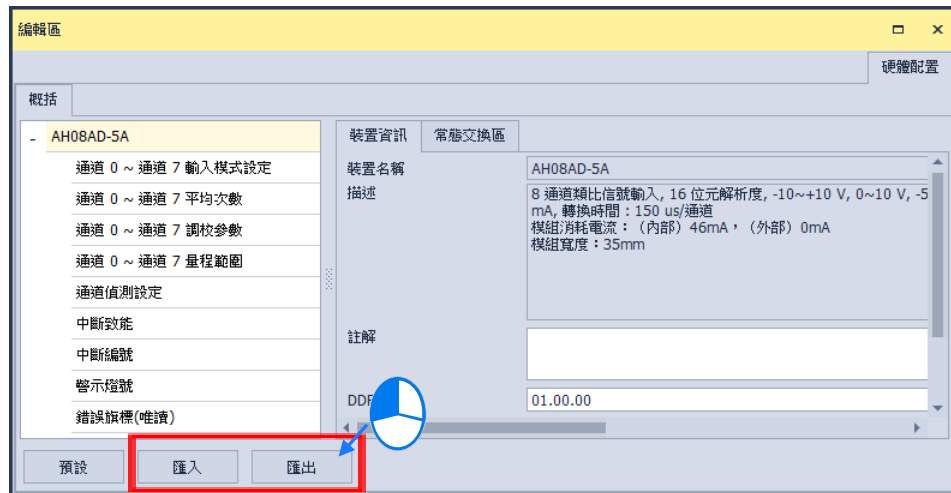 編輯區
硬體配置
概括
- AH08AD-5A
通道 0 ~ 通道 7 輸入模式設定
通道 0 ~ 通道 7 平均次數
通道 0 ~ 通道 7 調校參數
通道 0 ~ 通道 7 量程範圍
通道偵測設定
中斷致能
中斷編號
警示燈號
錯誤旗標(唯讀)
裝置資訊 常態交換區
裝置名稱 AH08AD-5A
描述
8 通道類比信號輸入, 16 位元解析度, -10~+10 V, 0~10 V, -5
mA, 轉換時間：150 us/通道
模組消耗電流：（內部）46mA，（外部）0mA
模組寬度：35mm
註解
01.00.00
預設 匯入 匯出